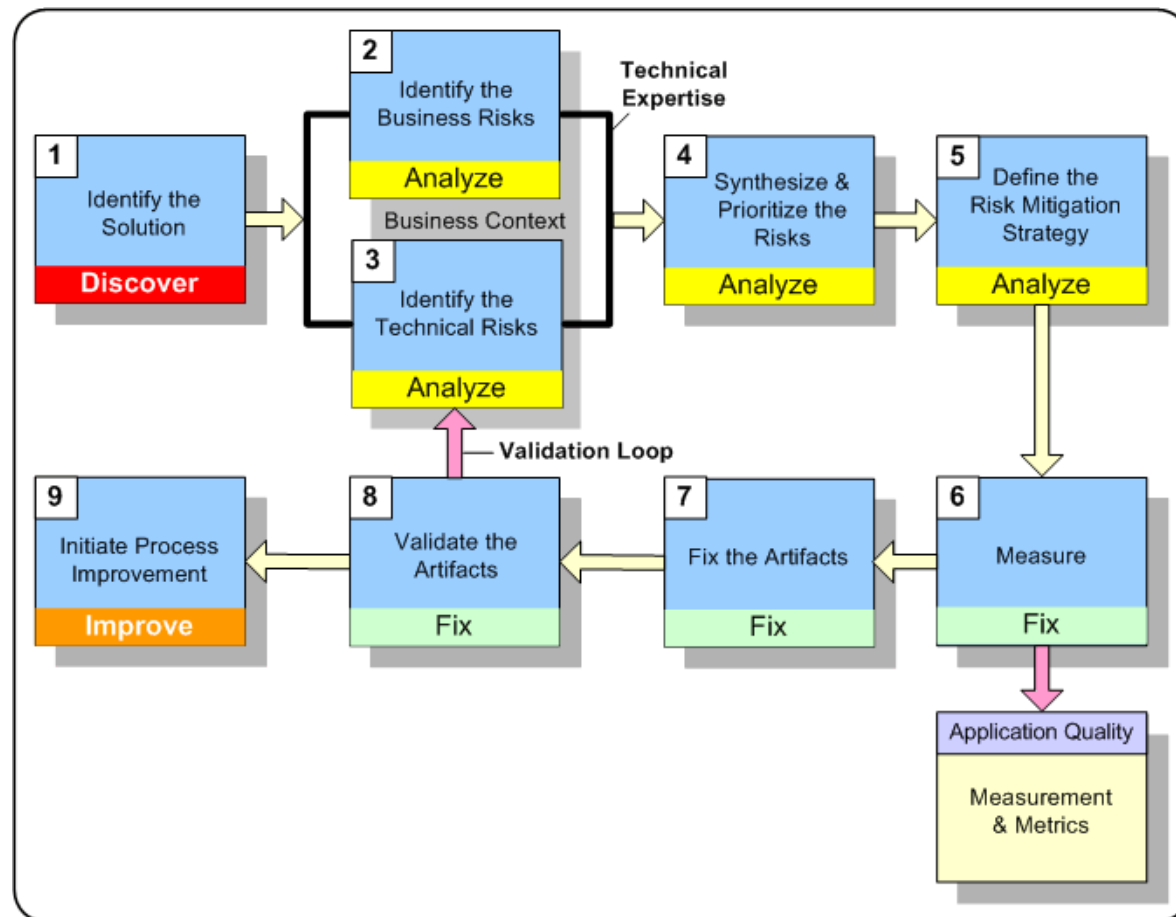 1
Identify the
Solution
Discover
2
Identify the
Business Risks
Analyze
Business Context
3
Identify the
Technical Risks
Analyze
Technical
Expertise
4
Synthesize &
Prioritize the
Risks
Analyze
5
Define the
Risk Mitigation
Strategy
Analyze
6
Measure
Fix
Application Quality
Measurement
& Metrics
7
Fix the Artifacts
Fix
8
Validate the
Artifacts
Fix
Validation Loop
9
Initiate Process
Improvement
Improve